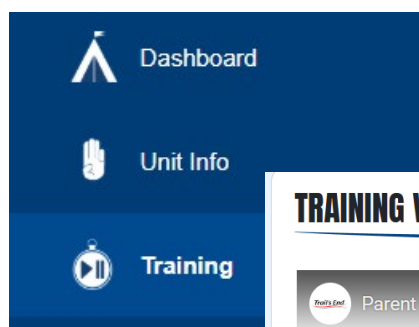 Dashboard
Unit Info
TRAINING
Training
Trail's End
Parent